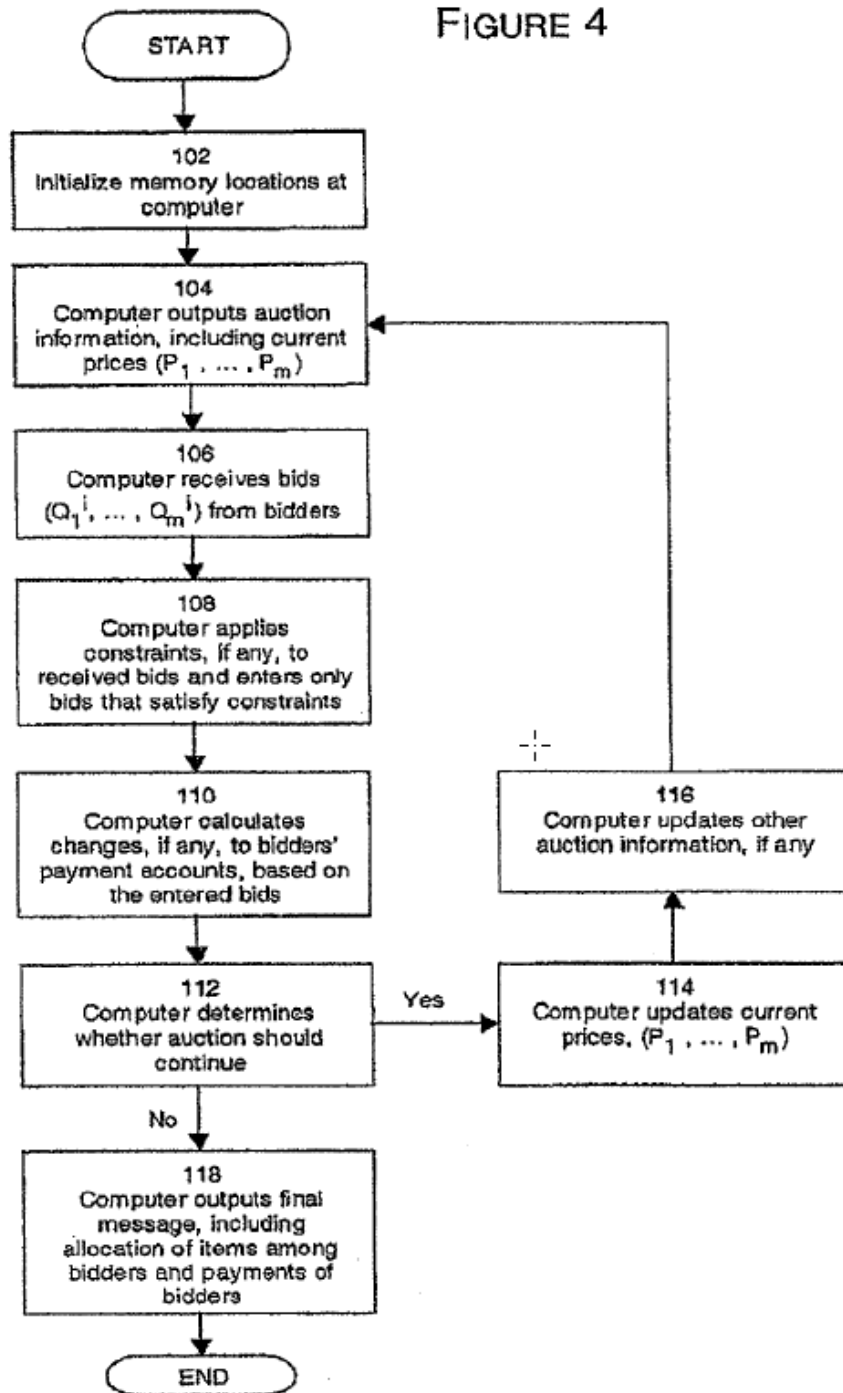 FIGURE 4
START
102
Initialize memory locations at
computer
104
Computer outputs auction
information, including current
prices (P1 , ... , Pm)
106
Computer receives bids
(Q1^i, ... , Qm^i) from bidders
108
Computer applies
constraints, if any, to
received bids and enters only
bids that satisfy constraints
110
Computer calculates
changes, if any, to bidders'
payment accounts, based on
the entered bids
112
Computer determines
whether auction should
continue
Yes
114
Computer updates current
prices, (P1 , ... , Pm)
116
Computer updates other
auction information, if any
No
118
Computer outputs final
message, including
allocation of items among
bidders and payments of
bidders
END